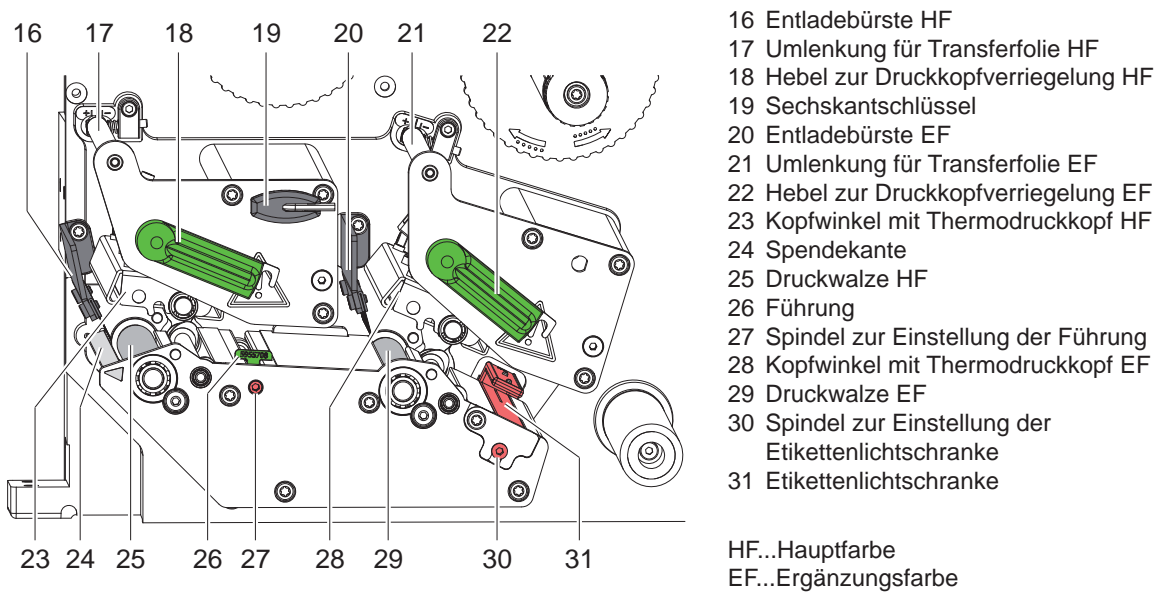 16 17 18 19 20 21 22
5955708
23 24 25 26 27 28 29 30 31
16 Entladebürste HF
17 Umlenkung für Transferfolie HF
18 Hebel zur Druckkopfverriegelung HF
19 Sechskantschlüssel
20 Entladebürste EF
21 Umlenkung für Transferfolie EF
22 Hebel zur Druckkopfverriegelung EF
23 Kopfwinkel mit Thermodruckkopf HF
24 Spendekante
25 Druckwalze HF
26 Führung
27 Spindel zur Einstellung der Führung
28 Kopfwinkel mit Thermodruckkopf EF
29 Druckwalze EF
30 Spindel zur Einstellung der
Etikettenlichtschranke
31 Etikettenlichtschranke
HF...Hauptfarbe
EF...Ergänzungsfarbe